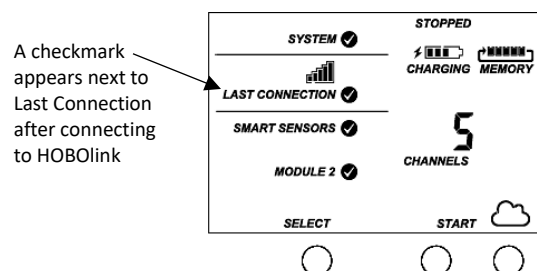 A checkmark
appears next to
Last Connection
after connecting
to HOBOlink
STOPPED
SYSTEM
CHARGING MEMORY
LAST CONNECTION
SMART SENSORS
5
CHANNELS
MODULE 2
SELECT START